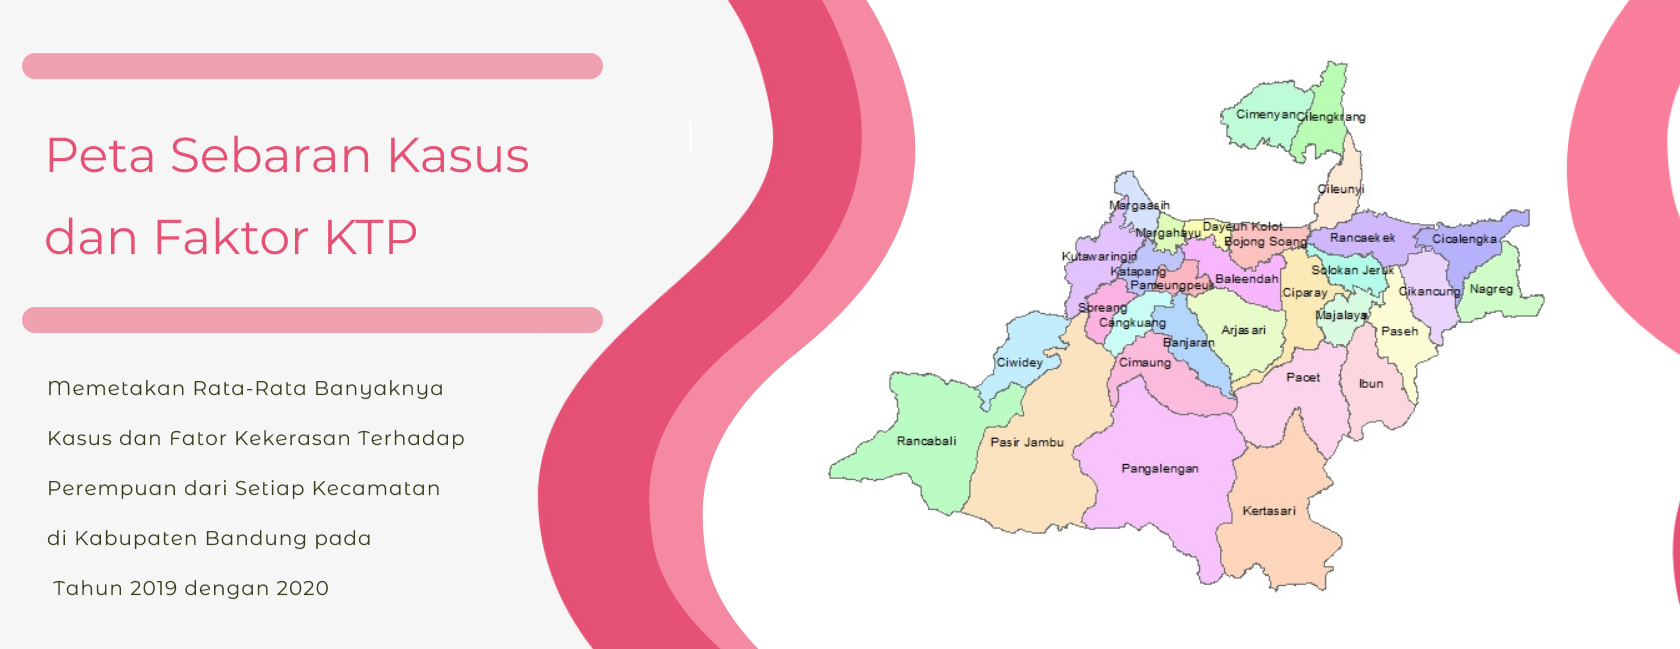 Peta Sebaran Kasus
dan Faktor KTP
Memetakan Rata-Rata Banyaknya
Kasus dan Fator Kekerasan Terhadap
Perempuan dari Setiap Kecamatan
di Kabupaten Bandung pada
Tahun 2019 dengan 2020
Cimenyan
Cilengkrang
Cileunyi
Margaasih
Margahayu
Dayeuh Kolot
Bojong Soang
Rancaekek
Cicalengka
Kutawaringin
Katapang
Pameungpeuk
Baleendah
Solokan Jeruk
Ciparay
Cikancung
Nagreg
Soreang
Cangkuang
Majalaya
Arjasari
Paseh
Banjaran
Ciwidey
Cimaung
Pacet
Ibun
Rancabali
Pasir Jambu
Pangalengan
Kertasari